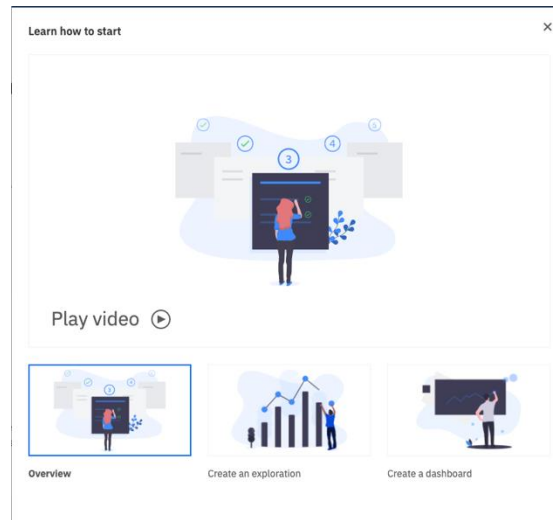 Learn how to start
5
4
3
Play video
3
Overview
Create an exploration
Create a dashboard